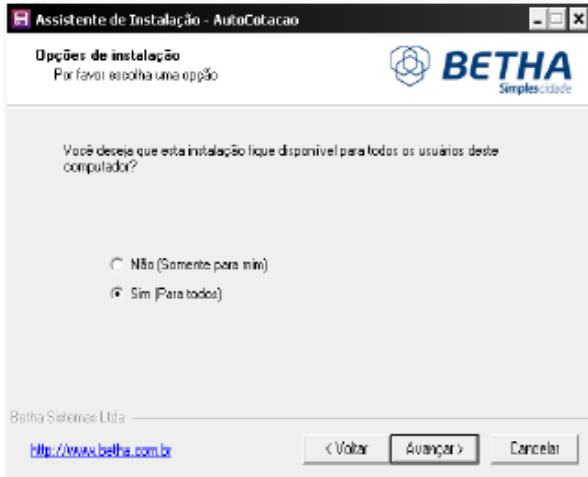 Assistente de Instalação - AutoCotacao
Opções de instalação
Por favor escolha uma opção
BETHA
Simplescidade
Você deseja que esta instalação fique disponível para todos os usuários deste
computador?
Não (Somente para mim)
Sim (Para todos)
Betha Sistemas Ltda
http://www.betha.com.br
< Voltar
Avançar >
Cancelar